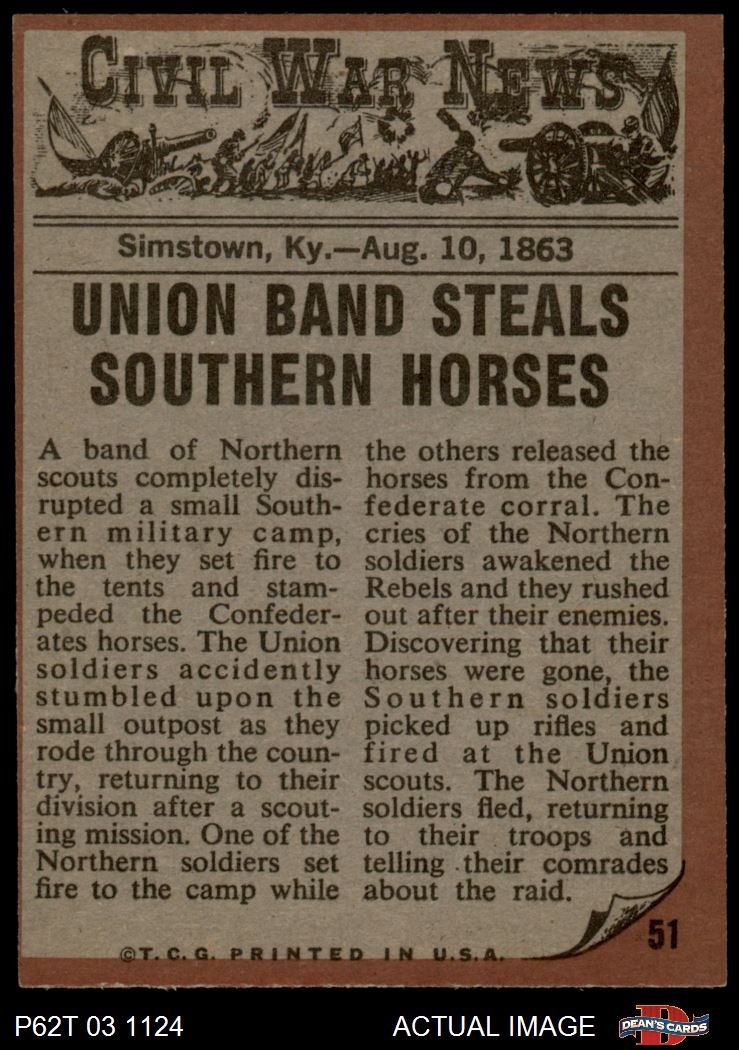 CIVIL WAR NEWS
Simstown, Ky.—Aug. 10, 1863
UNION BAND STEALS
SOUTHERN HORSES
A band of Northern
scouts completely dis-
rupted a small South-
ern military camp,
when they set fire to
the tents and stam-
peded the Confeder-
ates horses. The Union
soldiers accidently
stumbled upon the
small outpost as they
rode through the coun-
try, returning to their
division after a scout-
ing mission. One of the
Northern soldiers set
fire to the camp while
the others released the
horses from the Con-
federate corral. The
cries of the Northern
soldiers awakened the
Rebels and they rushed
out after their enemies.
Discovering that their
horses were gone, the
Southern soldiers
picked up rifles and
fired at the Union
scouts. The Northern
soldiers fled, returning
to their troops and
telling their comrades
about the raid.
51
©T.C.G. PRINTED IN U.S.A.
P62T 03 1124
ACTUAL IMAGE
D
DEAN'S CARDS